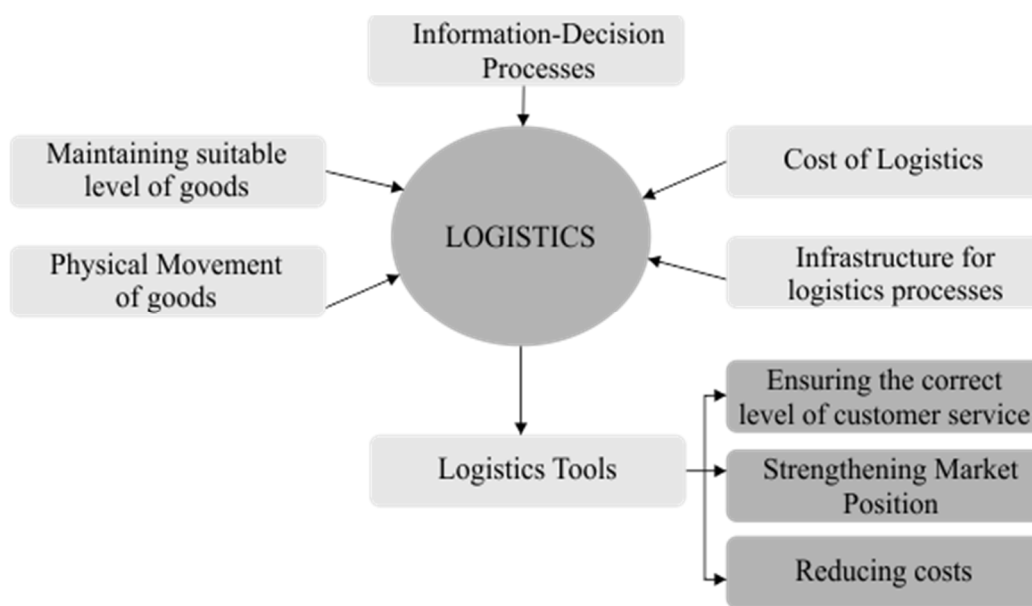 Information-Decision
Processes
Maintaining suitable
level of goods
Cost of Logistics
LOGISTICS
Physical Movement
of goods
Infrastructure for
logistics processes
Ensuring the correct
level of customer service
Logistics Tools
Strengthening Market
Position
Reducing costs